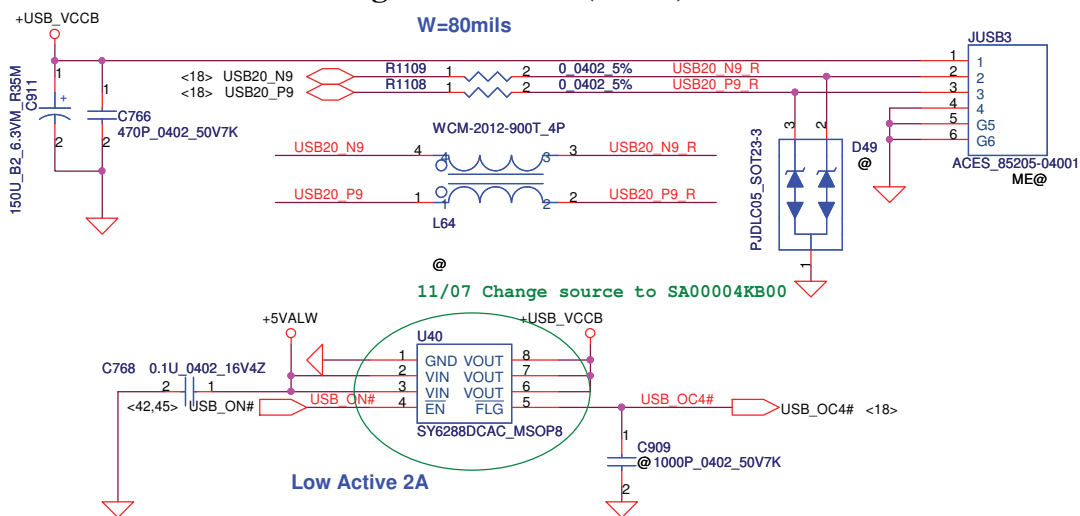 +USB_VCCB
W=80mils
JUSB3
<18> USB20_N9 R1109 1 2 0_0402_5% USB20_N9_R
<18> USB20_P9 R1108 1 2 0_0402_5% USB20_P9_R
1 1
2 2
3 3
4 4
5 G5
6 G6
ACES_85205-04001
ME@
150U_B2_6.3VM_R35M
C911
+
1
2
1
C766
470P_0402_50V7K
2
WCM-2012-900T_4P
USB20_N9 4 4 3 3 USB20_N9_R
USB20_P9 1 1 2 2 USB20_P9_R
L64
@
3 2
D49
@
PJDLC05_SOT23-3
1
11/07 Change source to SA00004KB00
+5VALW
+USB_VCCB
U40
C768 0.1U_0402_16V4Z
2 1
1 GND VOUT 8
2 VIN VOUT 7
3 VIN VOUT 6
4 EN FLG 5
SY6288DCAC_MSOP8
<42,45> USB_ON# USB_ON#
USB_OC4# USB_OC4# <18>
1
C909
@ 1000P_0402_50V7K
2
Low Active 2A